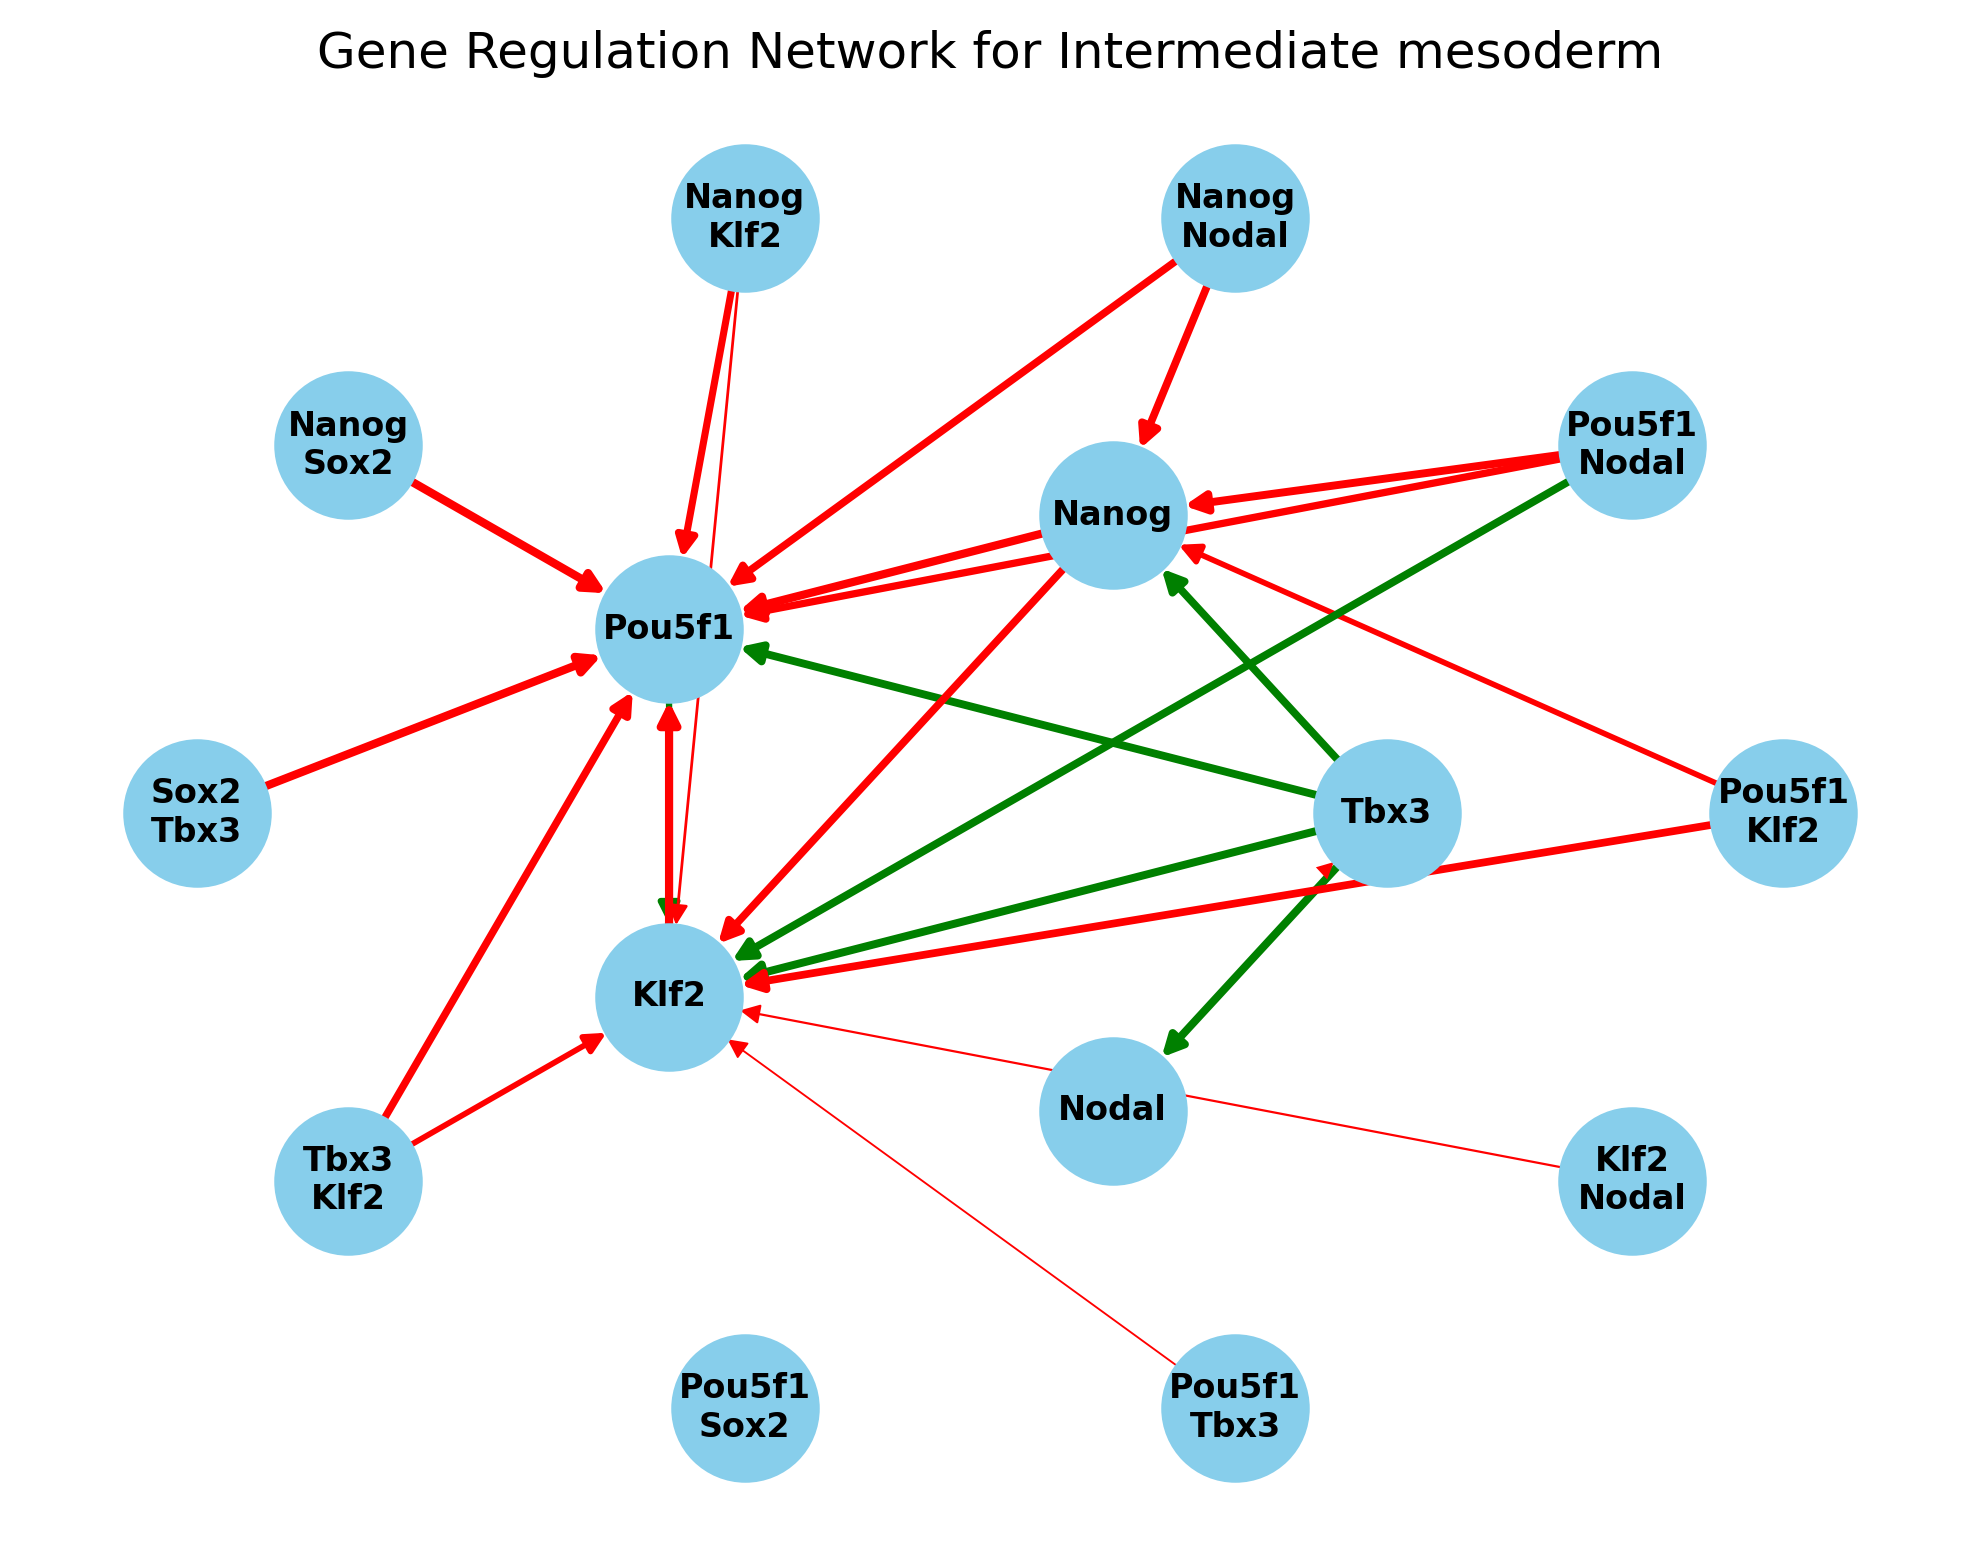 Gene Regulation Network for Intermediate mesoderm
Nanog
Klf2
Nanog
Nodal
Nanog
Sox2
Pou5f1
Nodal
Nanog
Pou5f1
Sox2
Tbx3
Tbx3
Pou5f1
Klf2
Klf2
Nodal
Tbx3
Klf2
Klf2
Nodal
Pou5f1
Sox2
Pou5f1
Tbx3